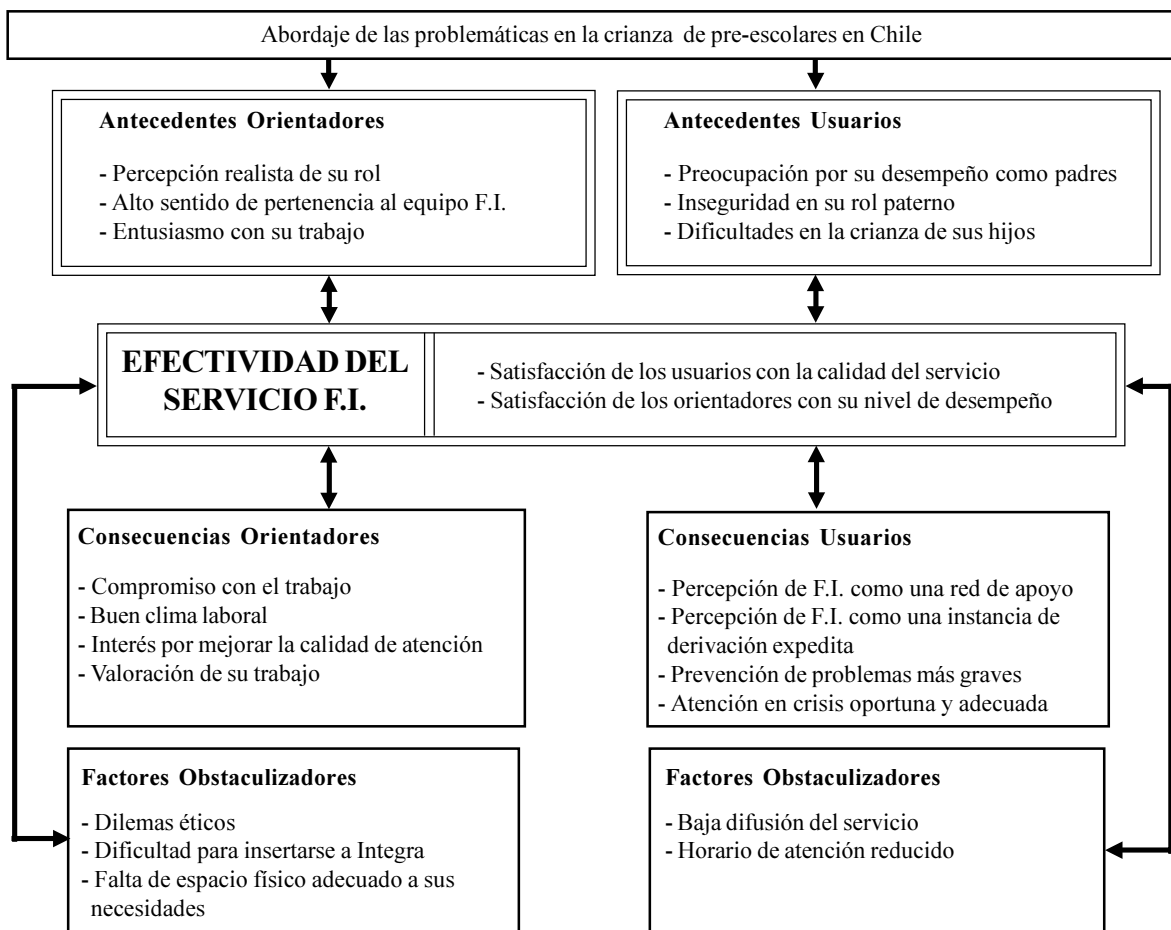 Abordaje de las problemáticas en la crianza de pre-escolares en Chile
Antecedentes Orientadores
- Percepción realista de su rol
- Alto sentido de pertenencia al equipo F.I.
- Entusiasmo con su trabajo
Antecedentes Usuarios
- Preocupación por su desempeño como padres
- Inseguridad en su rol paterno
- Dificultades en la crianza de sus hijos
EFECTIVIDAD DEL
SERVICIO F.I.
- Satisfacción de los usuarios con la calidad del servicio
- Satisfacción de los orientadores con su nivel de desempeño
Consecuencias Orientadores
- Compromiso con el trabajo
- Buen clima laboral
- Interés por mejorar la calidad de atención
- Valoración de su trabajo
Consecuencias Usuarios
- Percepción de F.I. como una red de apoyo
- Percepción de F.I. como una instancia de
derivación expedita
- Prevención de problemas más graves
- Atención en crisis oportuna y adecuada
Factores Obstaculizadores
- Dilemas éticos
- Dificultad para insertarse a Integra
- Falta de espacio físico adecuado a sus
necesidades
Factores Obstaculizadores
- Baja difusión del servicio
- Horario de atención reducido